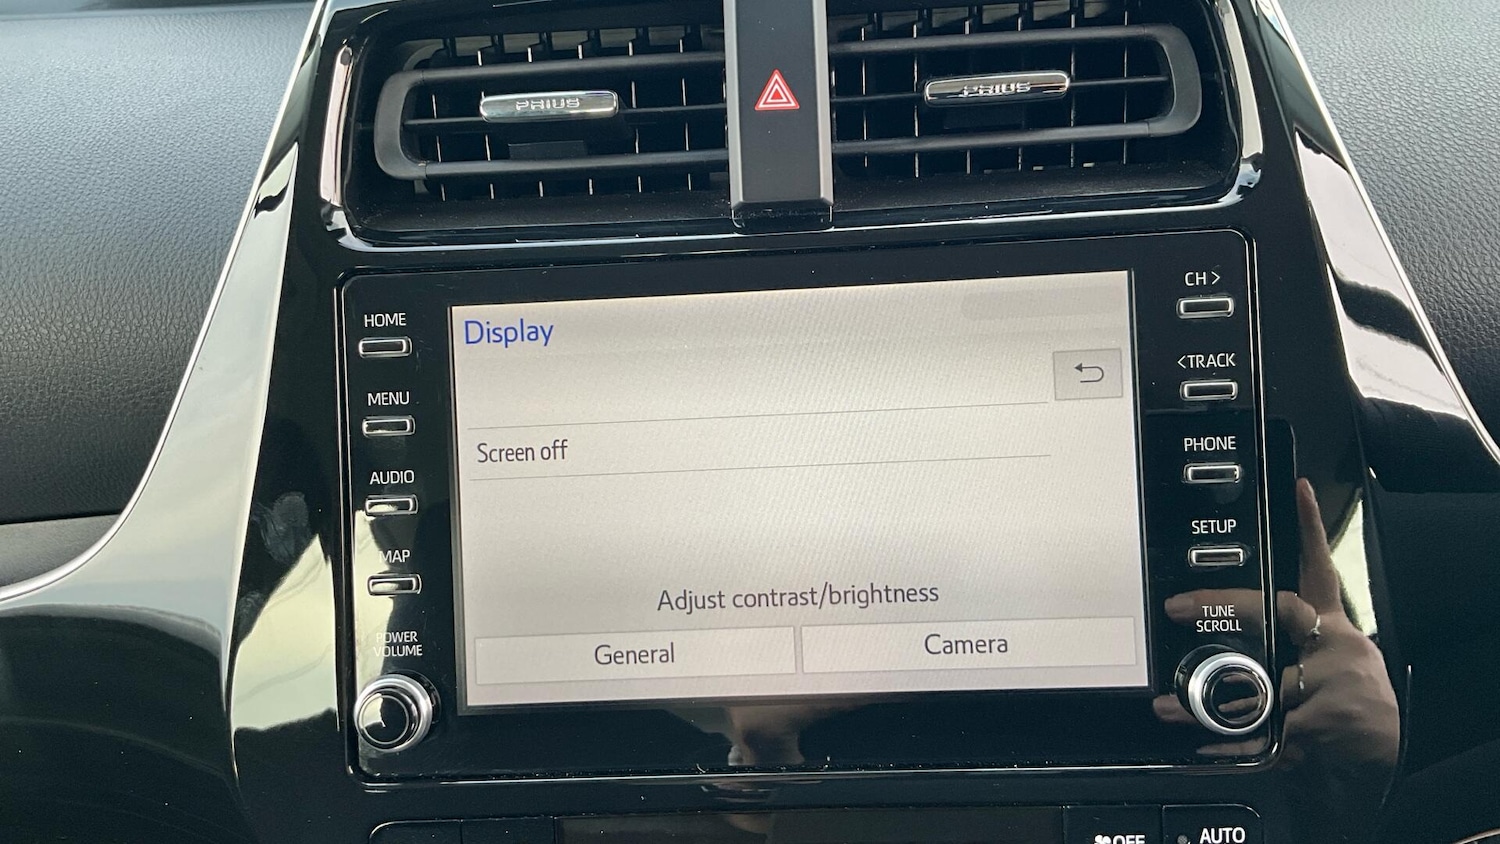 PRIUS
PRIUS
HOME
MENU
AUDIO
MAP
POWER
VOLUME
Display
Screen off
Adjust contrast/brightness
General
Camera
CH >
<TRACK
PHONE
SETUP
TUNE
SCROLL
OFF
AUTO